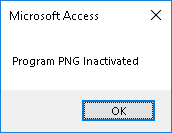 Microsoft Access
Program PNG Inactivated
OK